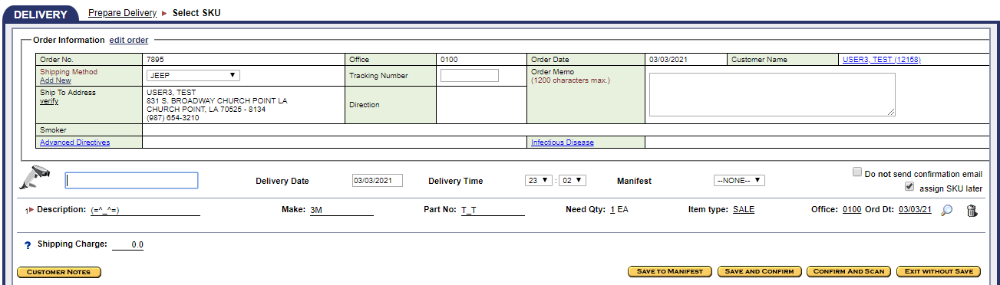 DELIVERY Prepare Delivery ▸ Select SKU
Order Information edit order
Order No. 7895 Office 0100 Order Date 03/03/2021 Customer Name USER3, TEST (12158)
Shipping Method
Add New
JEEP
Tracking Number
Order Memo
(1200 characters max.)
Ship To Address
verify
USER3, TEST
831 S. BROADWAY CHURCH POINT LA
CHURCH POINT, LA 70525 - 8134
(987) 654-3210
Direction
Smoker
Advanced Directives Infectious Disease
Delivery Date 03/03/2021 Delivery Time 23 : 02 Manifest --NONE--
Do not send confirmation email
assign SKU later
1 Description: (=^_^=) Make: 3M Part No: T_T Need Qty: 1 EA Item type: SALE Office: 0100 Ord Dt: 03/03/21
? Shipping Charge: 0.0
CUSTOMER NOTES SAVE TO MANIFEST SAVE AND CONFIRM CONFIRM AND SCAN EXIT WITHOUT SAVE